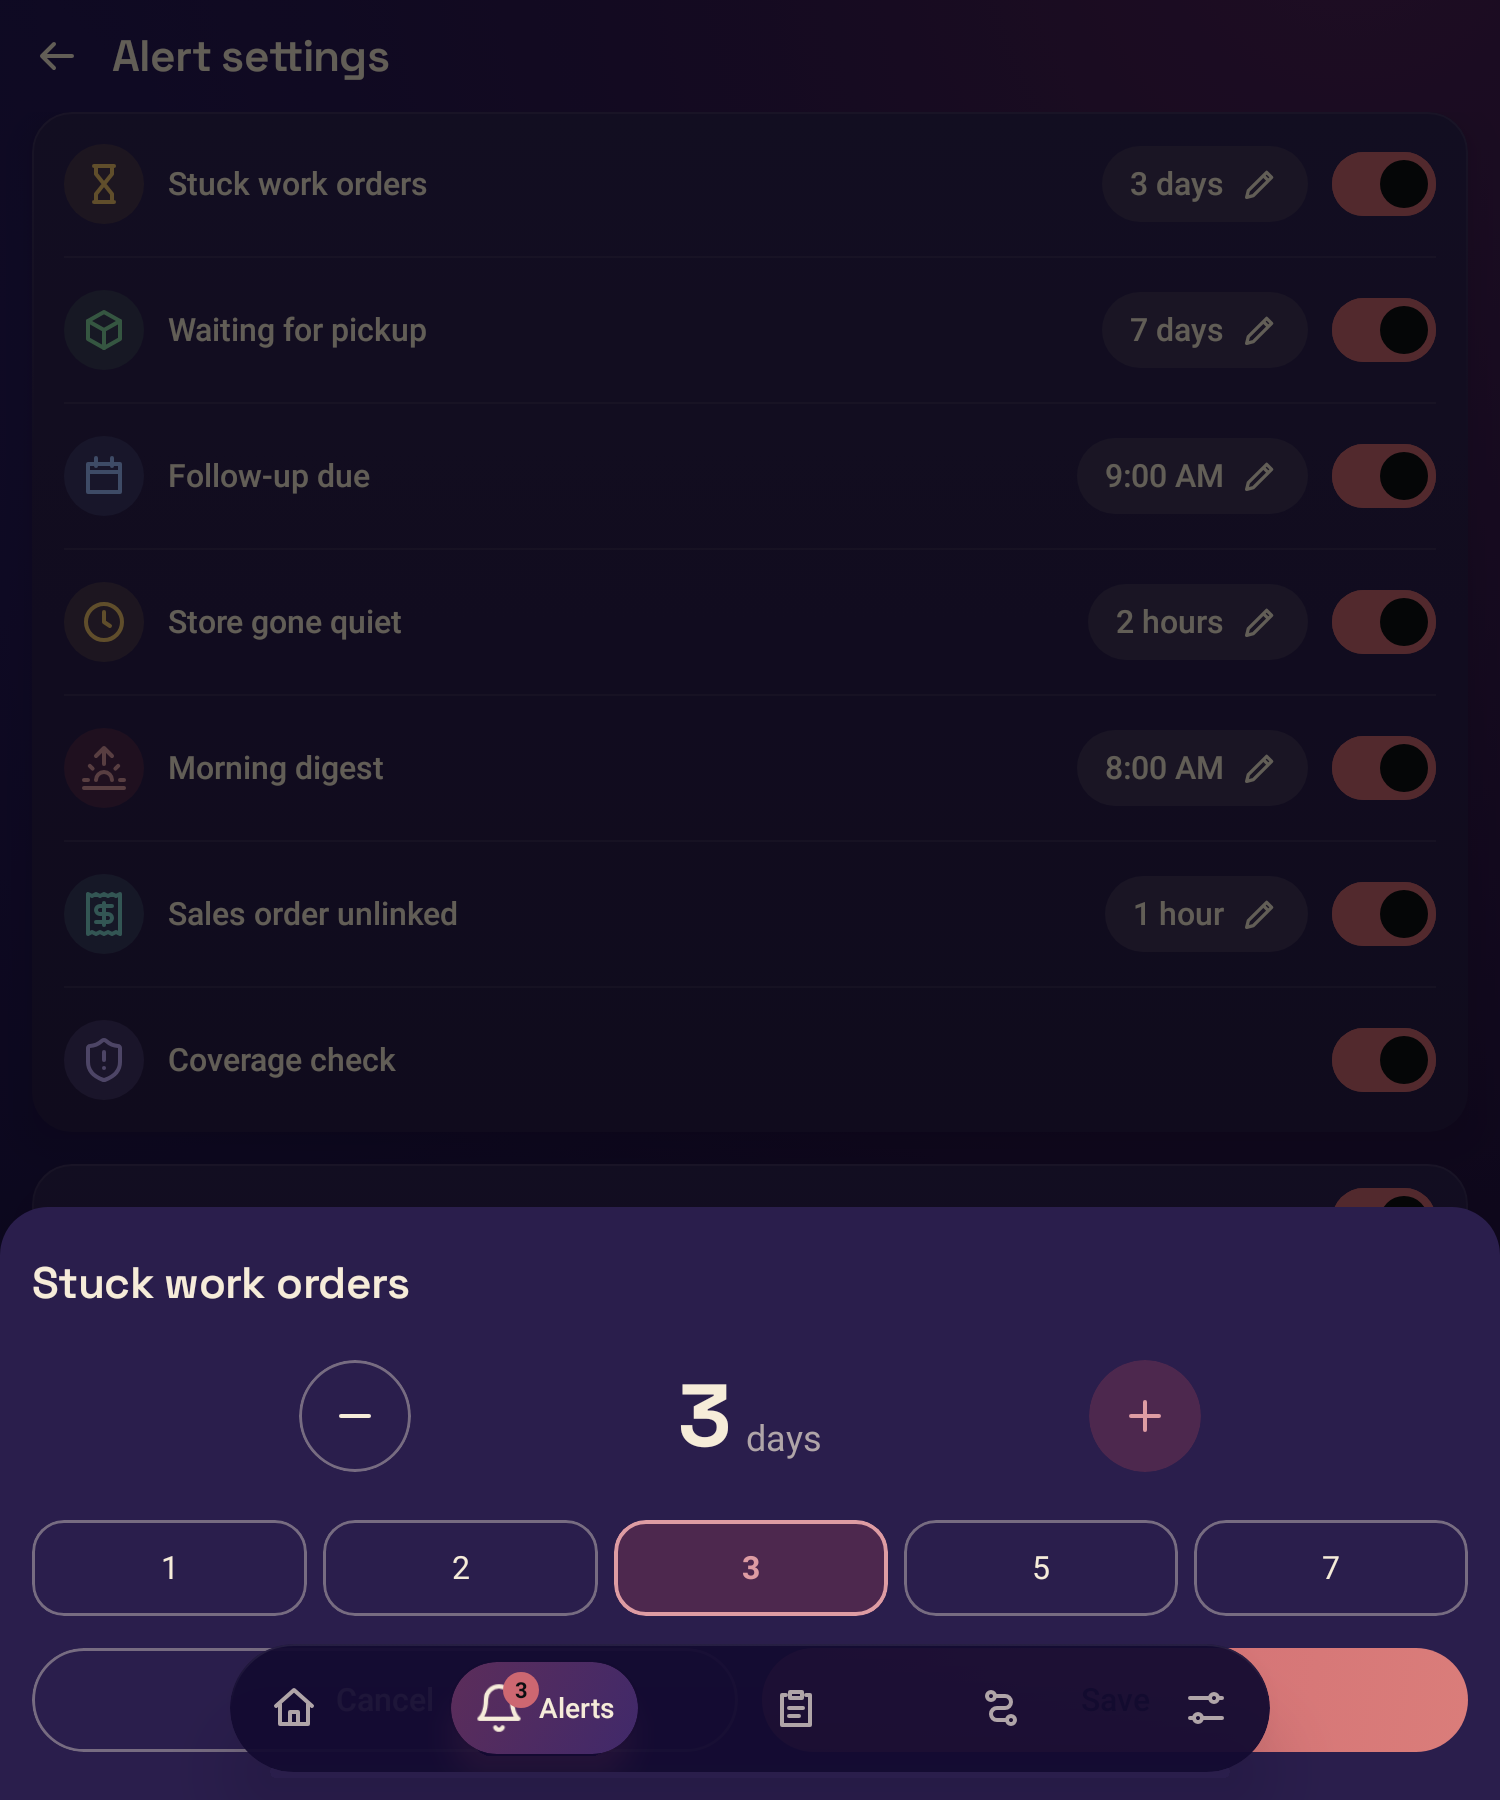 Alert settings
Stuck work orders
3 days
Waiting for pickup
7 days
Follow-up due
9:00 AM
Store gone quiet
2 hours
Morning digest
8:00 AM
Sales order unlinked
1 hour
Coverage check
Stuck work orders
3 days
1
2
3
5
7
Cancel
3
Alerts
Save